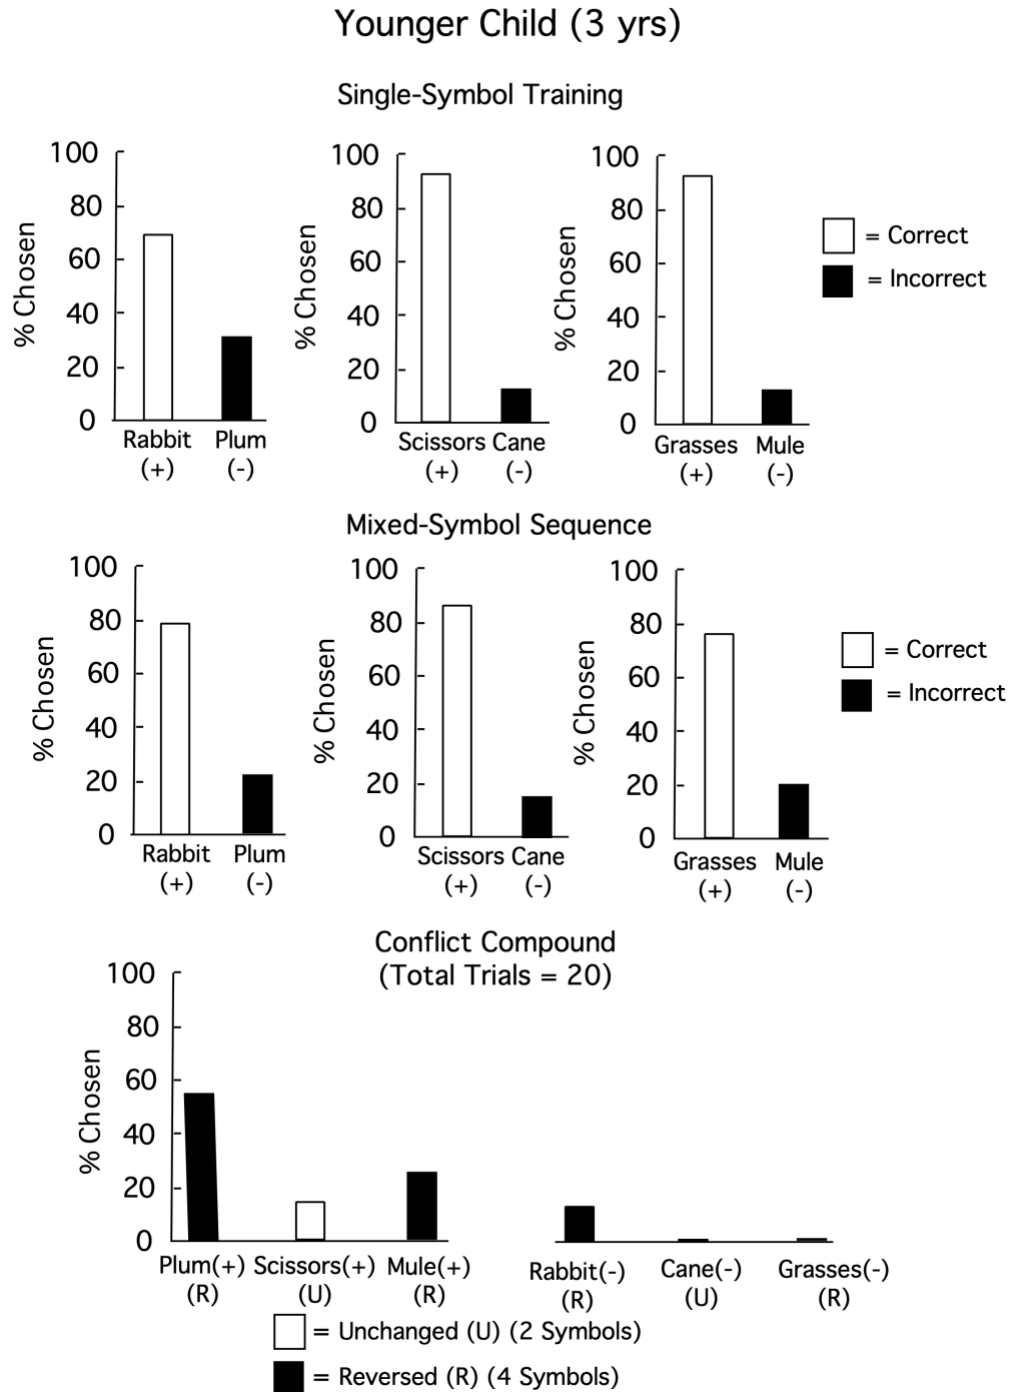 Younger Child (3 yrs)
Single-Symbol Training
% Chosen
100
80
60
40
20
0
Rabbit Plum
(+) (-)
% Chosen
100
80
60
40
20
0
Scissors Cane
(+) (-)
% Chosen
100
80
60
40
20
0
Grasses Mule
(+) (-)
= Correct
= Incorrect
Mixed-Symbol Sequence
% Chosen
100
80
60
40
20
0
Rabbit Plum
(+) (-)
% Chosen
100
80
60
40
20
0
Scissors Cane
(+) (-)
% Chosen
100
80
60
40
20
0
Grasses Mule
(+) (-)
= Correct
= Incorrect
Conflict Compound
(Total Trials = 20)
% Chosen
100
80
60
40
20
0
Plum(+) Scissors(+) Mule(+) Rabbit(-) Cane(-) Grasses(-)
(R) (U) (R) (R) (U) (R)
= Unchanged (U) (2 Symbols)
= Reversed (R) (4 Symbols)